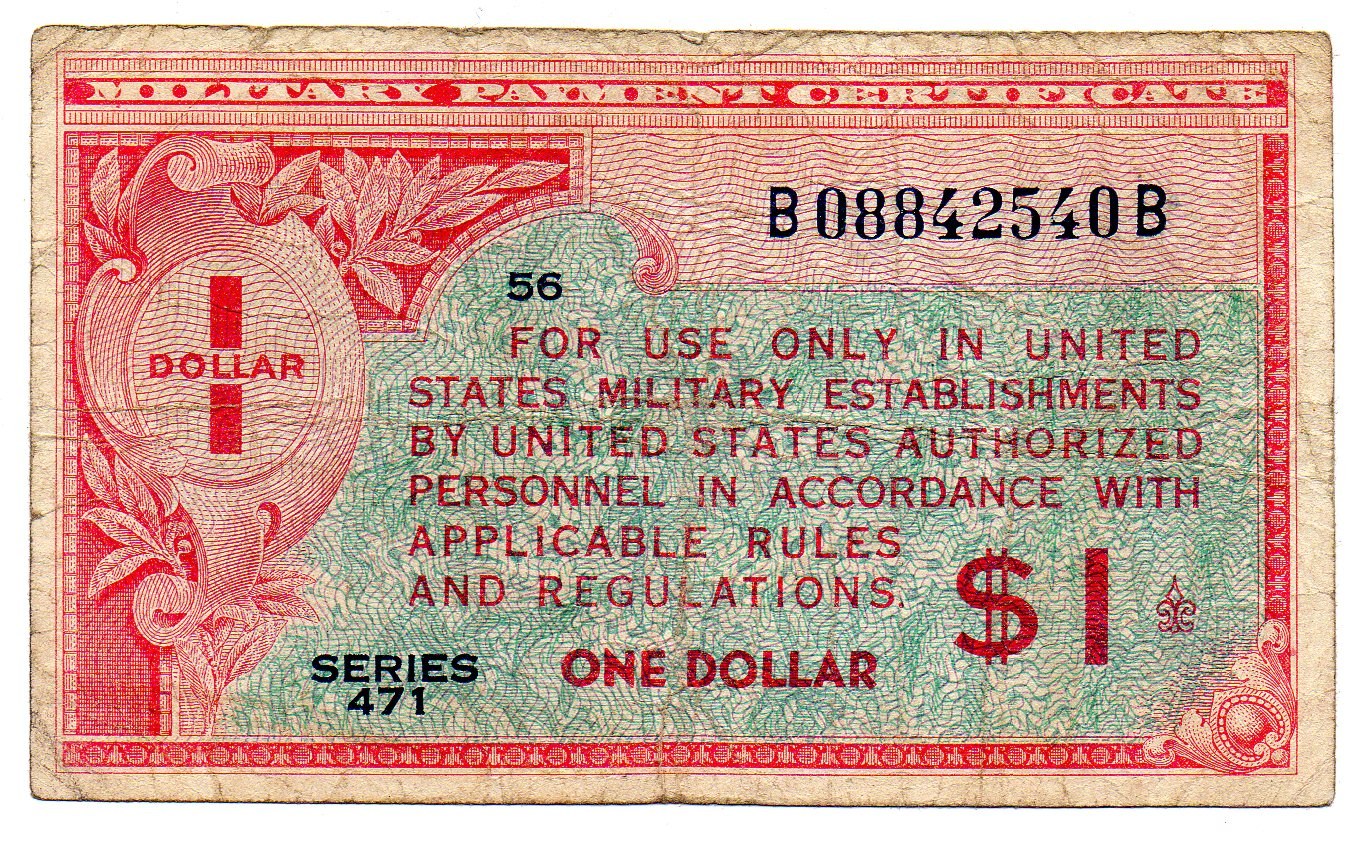 MILITARY PAYMENT CERTIFICATE
B08842540B
56
1
DOLLAR
FOR USE ONLY IN UNITED
STATES MILITARY ESTABLISHMENTS
BY UNITED STATES AUTHORIZED
PERSONNEL IN ACCORDANCE WITH
APPLICABLE RULES
AND REGULATIONS.
$1
SERIES
471
ONE DOLLAR